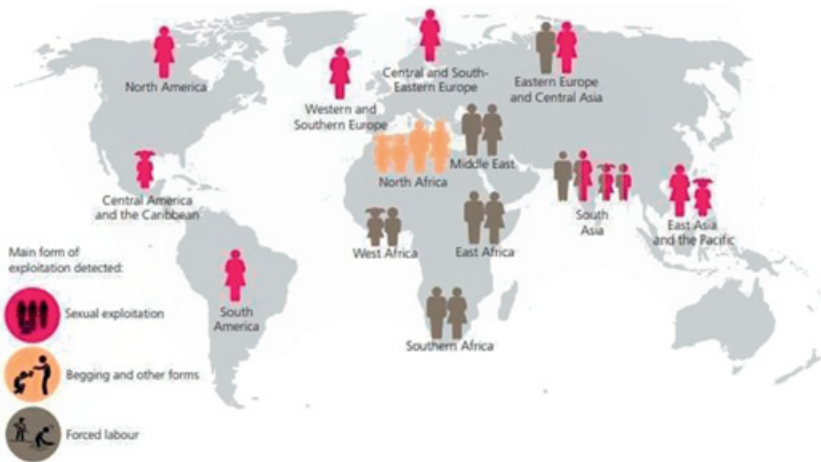 North America
Central and South-
Eastern Europe
Eastern Europe
and Central Asia
Western and
Southern Europe
Middle East
North Africa
Central America
and the Caribbean
West Africa
East Africa
South
Asia
East Asia
and the Pacific
Main form of
exploitation detected:
Sexual exploitation
South
America
Southern Africa
Begging and other forms
Forced labour